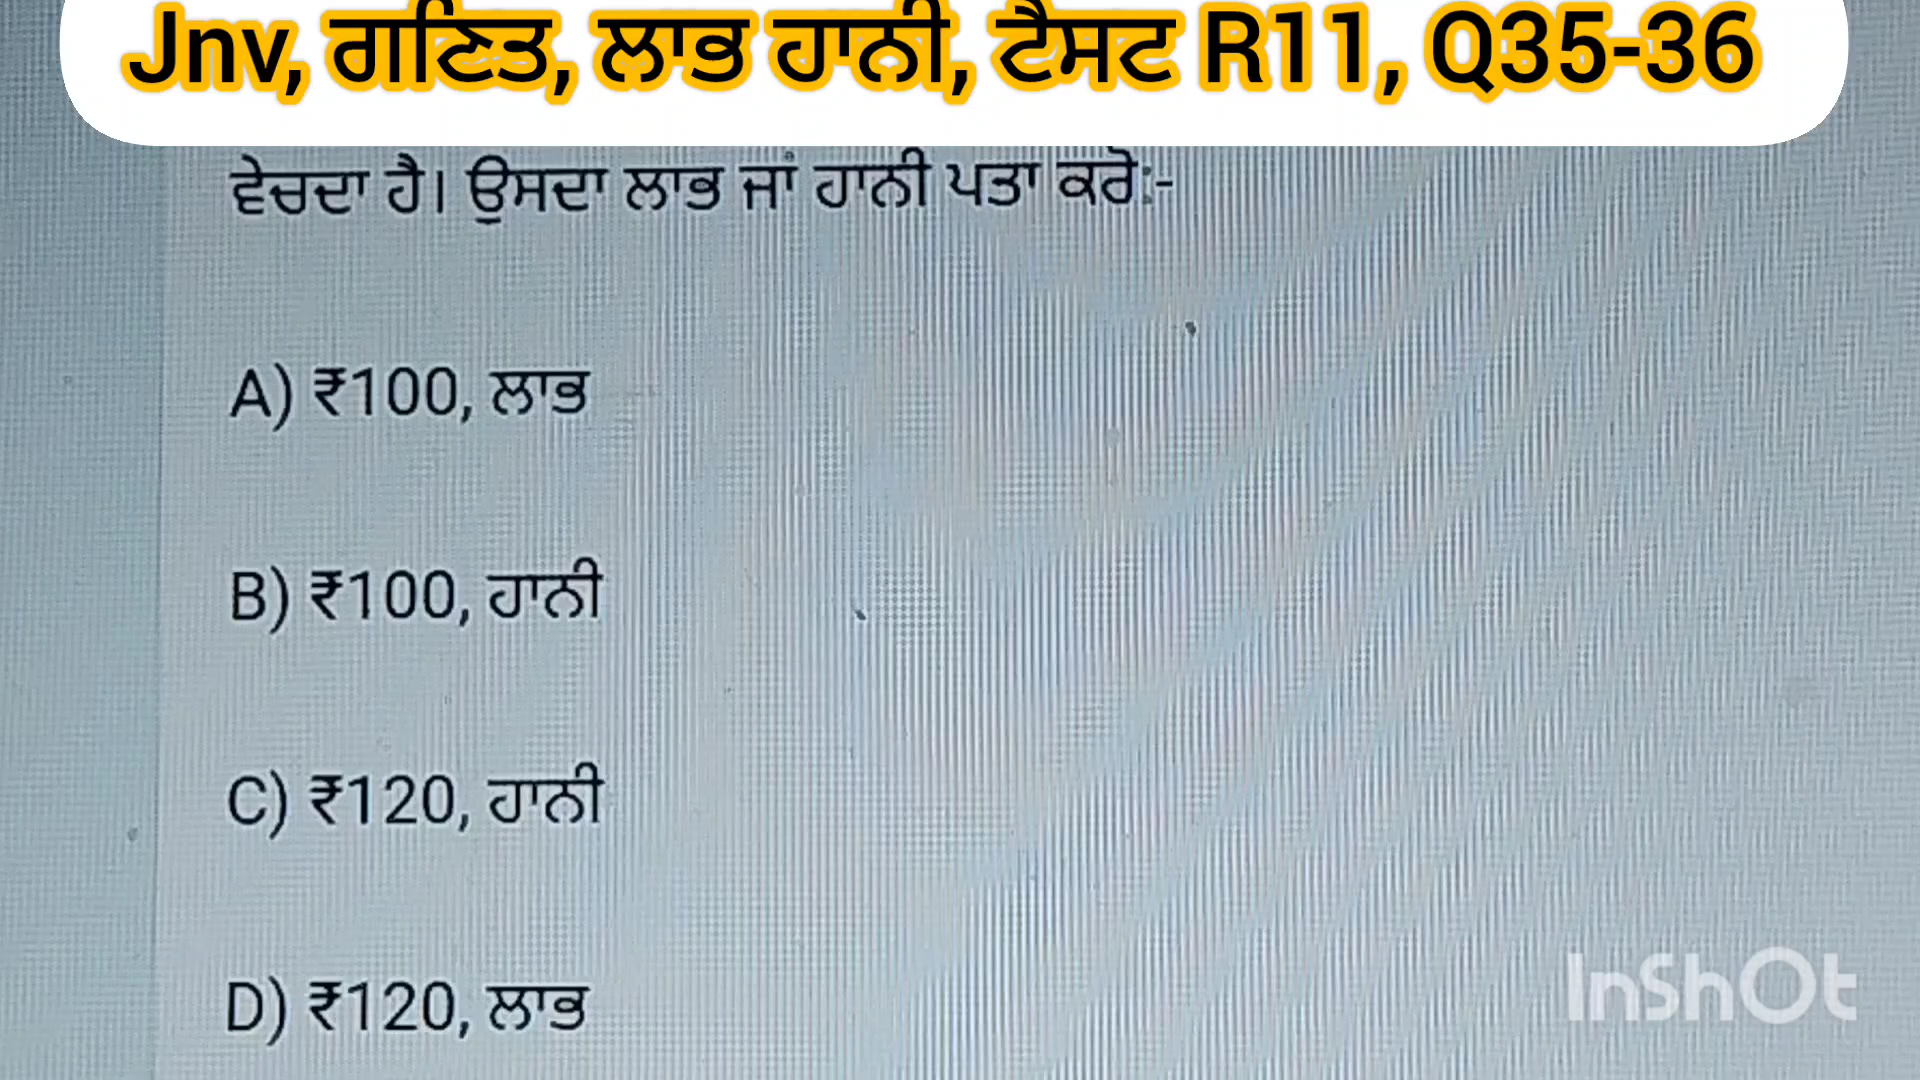 Jnv, ਗਣਿਤ, ਲਾਭ ਹਾਨੀ, ਟੈਸਟ R11, Q35-36
ਵੇਚਦਾ ਹੈ। ਉਸਦਾ ਲਾਭ ਜਾਂ ਹਾਨੀ ਪਤਾ ਕਰੋ:-
A) ₹100, ਲਾਭ
B) ₹100, ਹਾਨੀ
C) ₹120, ਹਾਨੀ
D) ₹120, ਲਾਭ
InShOt